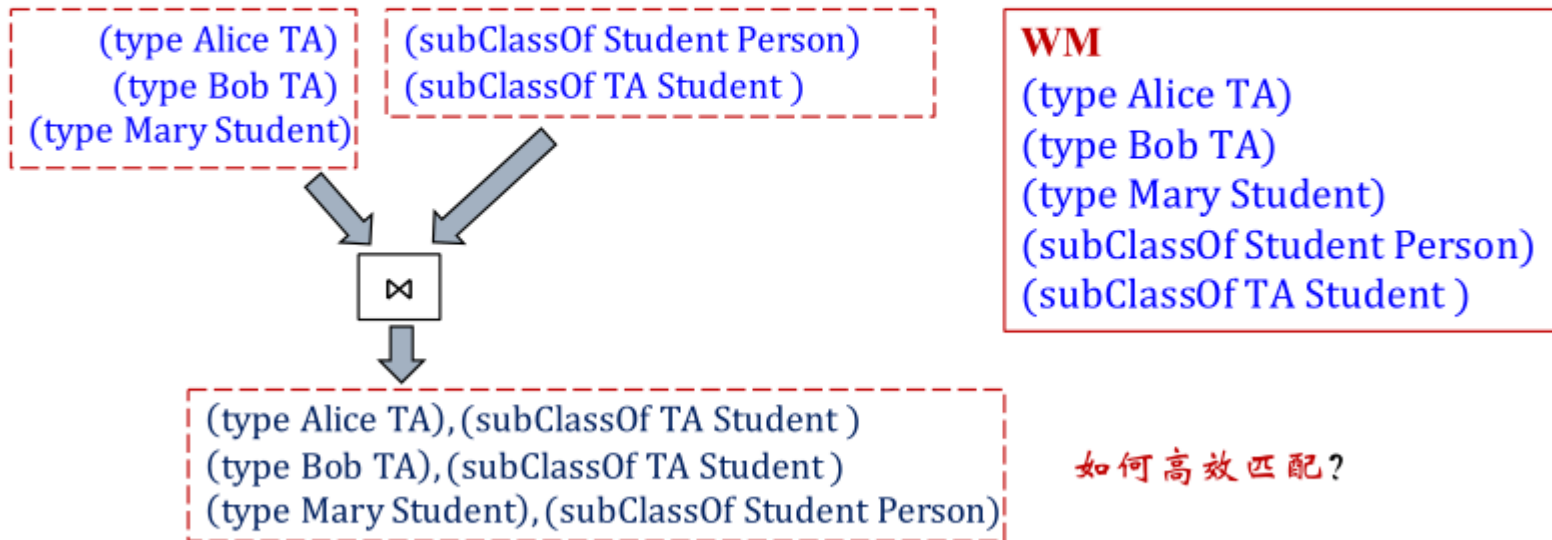 (type Alice TA)
(type Bob TA)
(type Mary Student)
(subClassOf Student Person)
(subClassOf TA Student )
WM
(type Alice TA)
(type Bob TA)
(type Mary Student)
(subClassOf Student Person)
(subClassOf TA Student )
⋈
(type Alice TA), (subClassOf TA Student )
(type Bob TA), (subClassOf TA Student )
(type Mary Student), (subClassOf Student Person)
如何高效匹配?